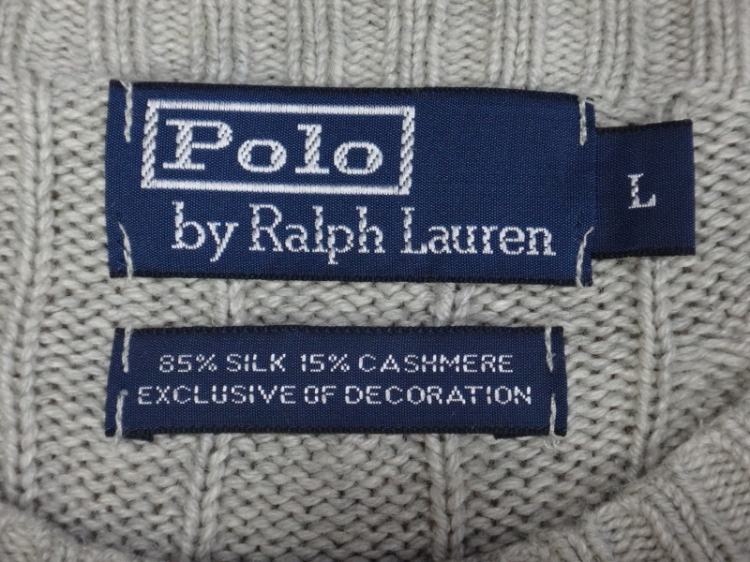 Polo
by Ralph Lauren
L
85% SILK 15% CASHMERE
EXCLUSIVE OF DECORATION